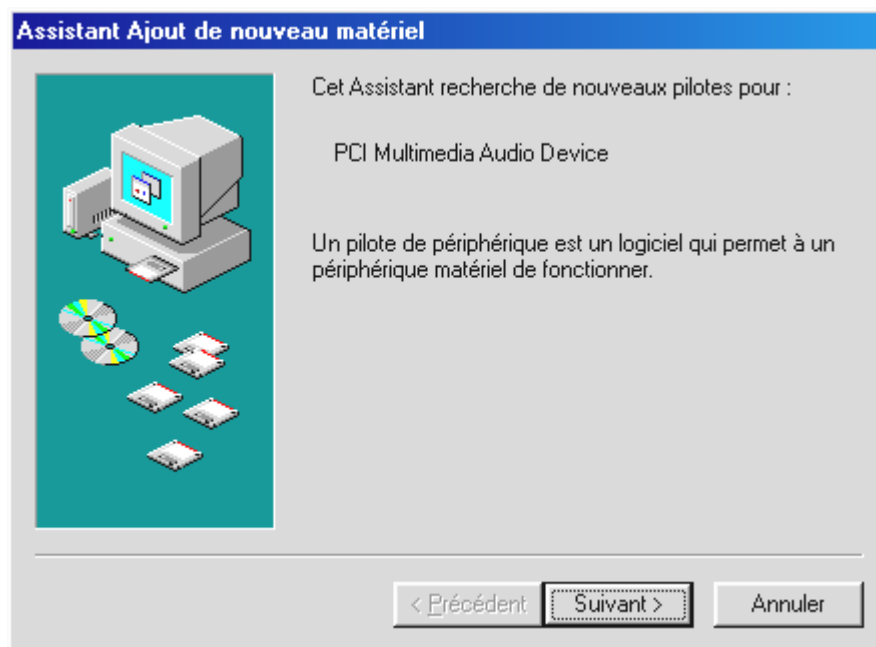 Assistant Ajout de nouveau matériel
Cet Assistant recherche de nouveaux pilotes pour :
PCI Multimedia Audio Device
Un pilote de périphérique est un logiciel qui permet à un
périphérique matériel de fonctionner.
< Précédent
Suivant >
Annuler